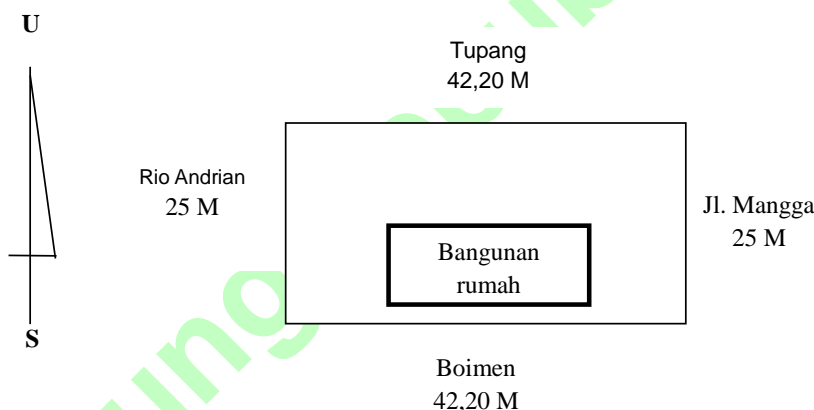 U
Tupang
42,20 M
Rio Andrian
25 M
Jl. Mangga
25 M
Bangunan
rumah
S
Boimen
42,20 M